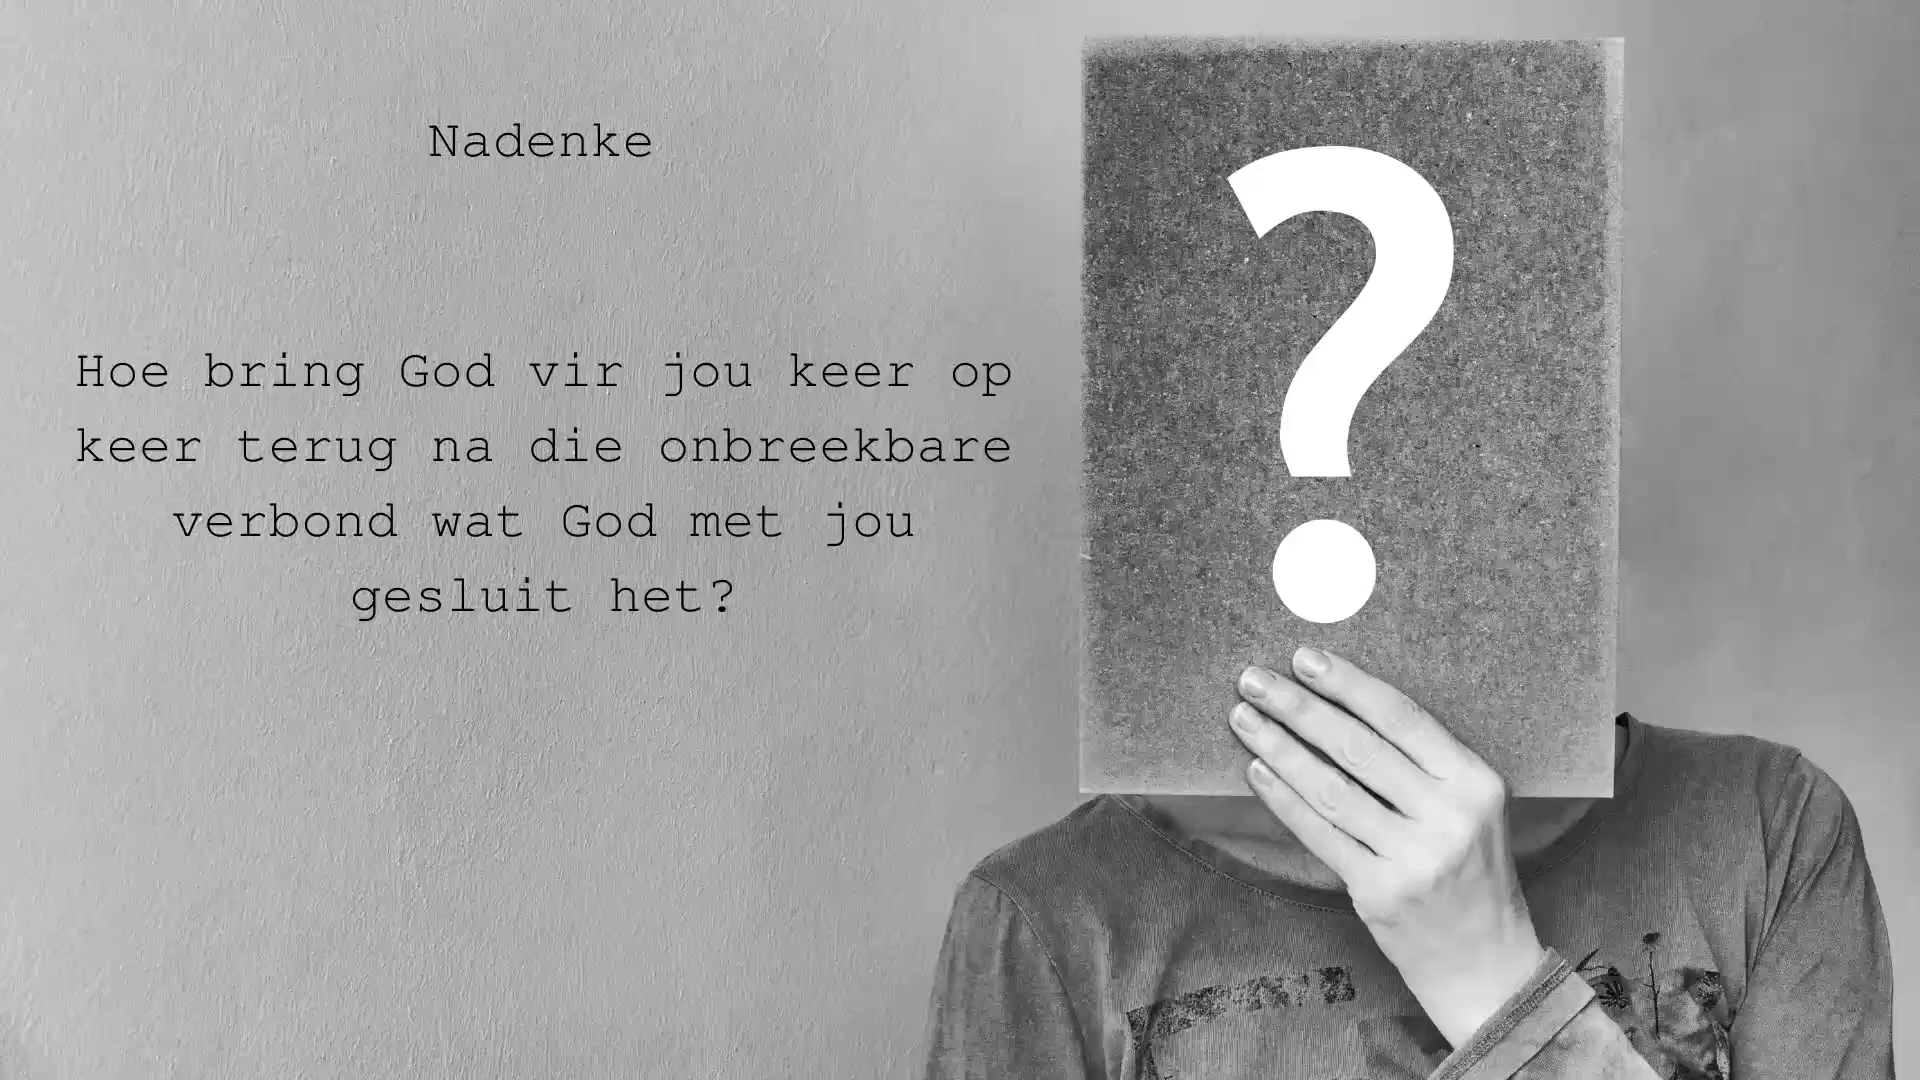 Nadenke
Hoe bring God vir jou keer op
keer terug na die onbreekbare
verbond wat God met jou
gesluit het?
?